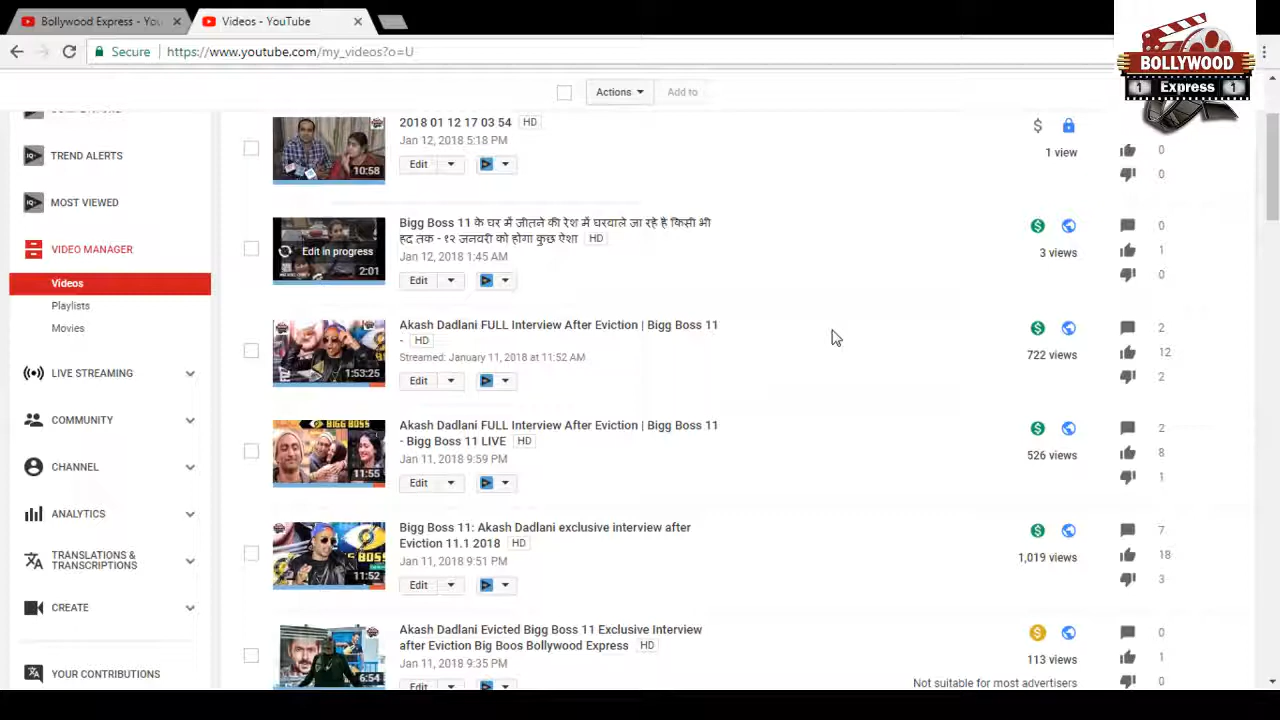 Bollywood Express - You
Videos - YouTube
Secure
https://www.youtube.com/my_videos?o=U
BOLLYWOOD
1 Express 1
Actions
Add to
TREND ALERTS
MOST VIEWED
VIDEO MANAGER
Videos
Playlists
Movies
LIVE STREAMING
COMMUNITY
CHANNEL
ANALYTICS
TRANSLATIONS &
TRANSCRIPTIONS
CREATE
YOUR CONTRIBUTIONS
2018 01 12 17 03 54 HD
Jan 12, 2018 5:18 PM
10:58
Edit
1 view
0
0
Bigg Boss 11 के घर में जीतने की रेश में घरवाले जा रहे है किसी भी
हद तक - १२ जनवरी को होगा कुछ ऐशा HD
Jan 12, 2018 1:45 AM
Edit in progress
2:01
Edit
3 views
0
1
0
Akash Dadlani FULL Interview After Eviction | Bigg Boss 11
- HD
Streamed: January 11, 2018 at 11:52 AM
1:53:25
Edit
722 views
2
12
2
Akash Dadlani FULL Interview After Eviction | Bigg Boss 11
- Bigg Boss 11 LIVE HD
Jan 11, 2018 9:59 PM
BIGG BOSS
11:55
Edit
526 views
2
8
1
Bigg Boss 11: Akash Dadlani exclusive interview after
Eviction 11.1 2018 HD
Jan 11, 2018 9:51 PM
11:52
Edit
1,019 views
7
18
3
Akash Dadlani Evicted Bigg Boss 11 Exclusive Interview
after Eviction Big Boos Bollywood Express HD
Jan 11, 2018 9:35 PM
6:54
Edit
113 views
Not suitable for most advertisers
0
1
0